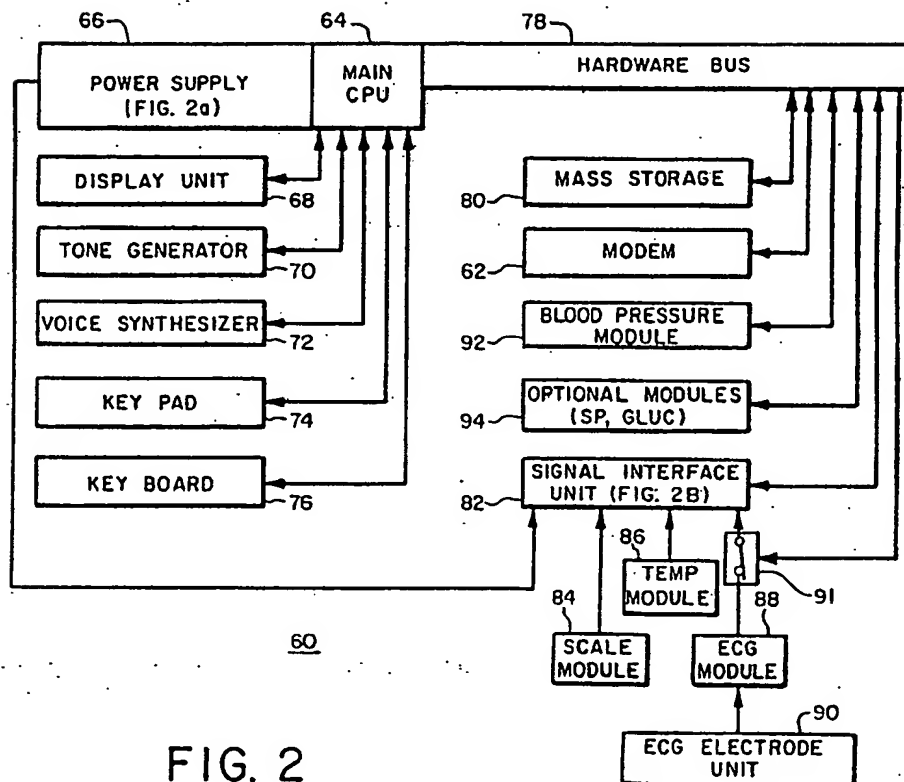 66
64
78
POWER SUPPLY
(FIG. 2a)
MAIN
CPU
HARDWARE BUS
DISPLAY UNIT
68
TONE GENERATOR
70
VOICE SYNTHESIZER
72
KEY PAD
74
KEY BOARD
76
MASS STORAGE
80
MODEM
62
BLOOD PRESSURE
MODULE
92
OPTIONAL MODULES
(SP, GLUC)
94
SIGNAL INTERFACE
UNIT (FIG. 2B)
82
86
TEMP
MODULE
91
84
SCALE
MODULE
88
ECG
MODULE
60
90
ECG ELECTRODE
UNIT
FIG. 2